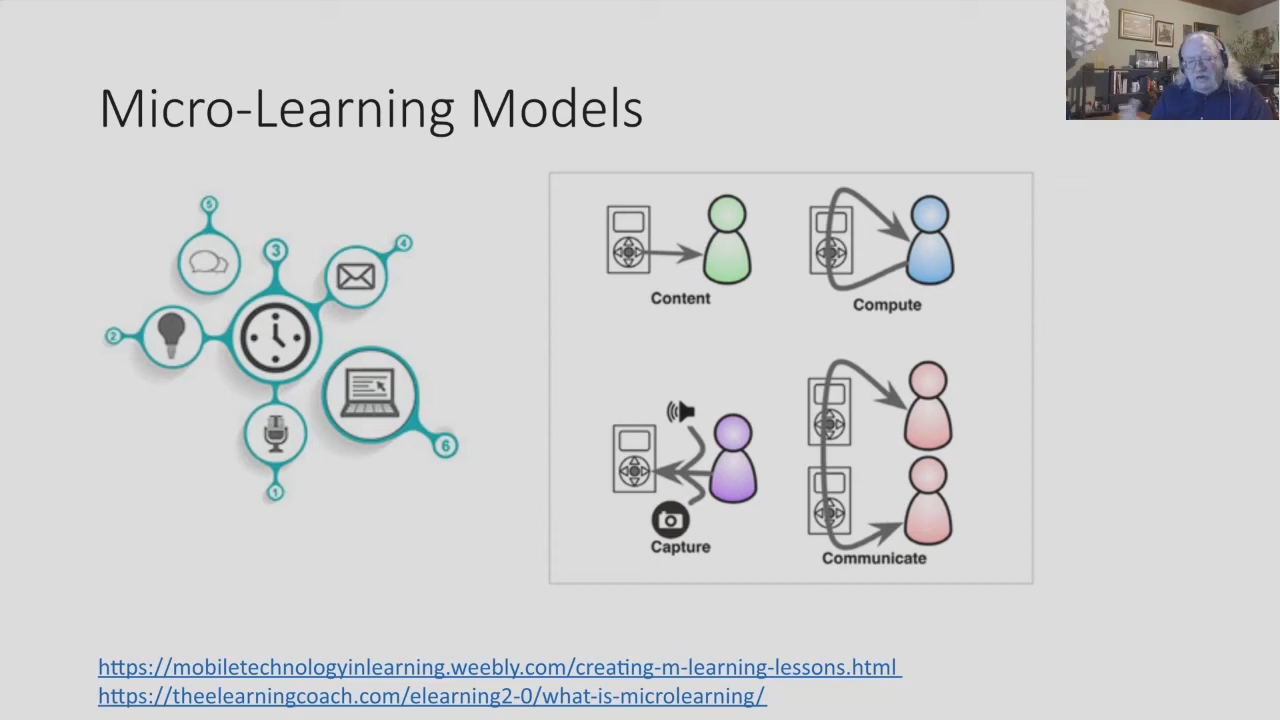 Micro-Learning Models
5
3
4
2
1
6
Content
Compute
Capture
Communicate
https://mobiletechnologyinlearning.weebly.com/creating-m-learning-lessons.html
https://theelearningcoach.com/elearning2-0/what-is-microlearning/